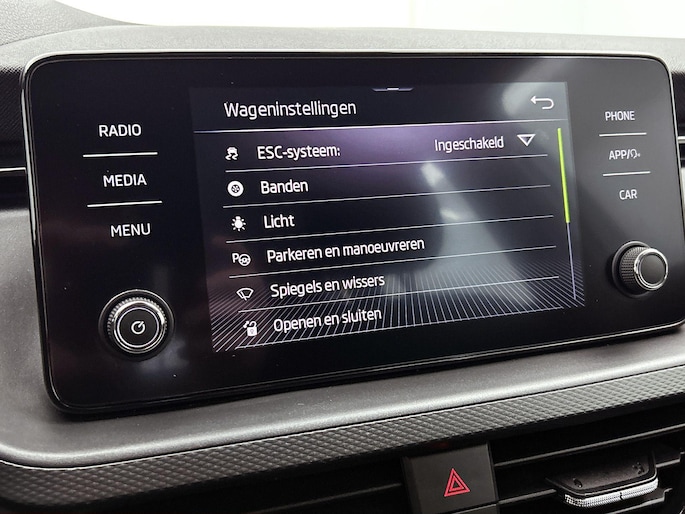 RADIO
MEDIA
MENU
Wageninstellingen
ESC-systeem: Ingeschakeld
Banden
Licht
Parkeren en manoeuvreren
Spiegels en wissers
Openen en sluiten
PHONE
APP/
CAR